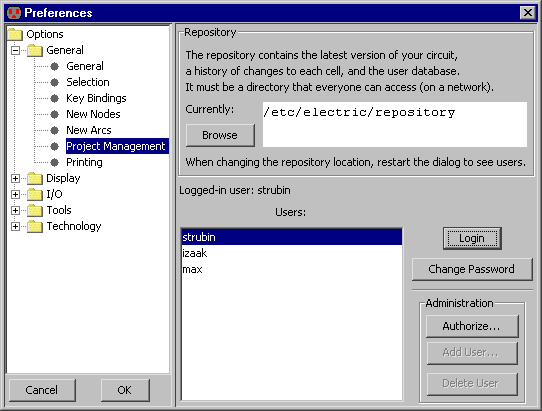 Preferences
Options
General
General
Selection
Key Bindings
New Nodes
New Arcs
Project Management
Printing
Display
I/O
Tools
Technology
Cancel
OK
Repository
The repository contains the latest version of your circuit,
a history of changes to each cell, and the user database.
It must be a directory that everyone can access (on a network).
Currently:
/etc/electric/repository
Browse
When changing the repository location, restart the dialog to see users.
Logged-in user: strubin
Users:
strubin
izaak
max
Login
Change Password
Administration
Authorize...
Add User...
Delete User